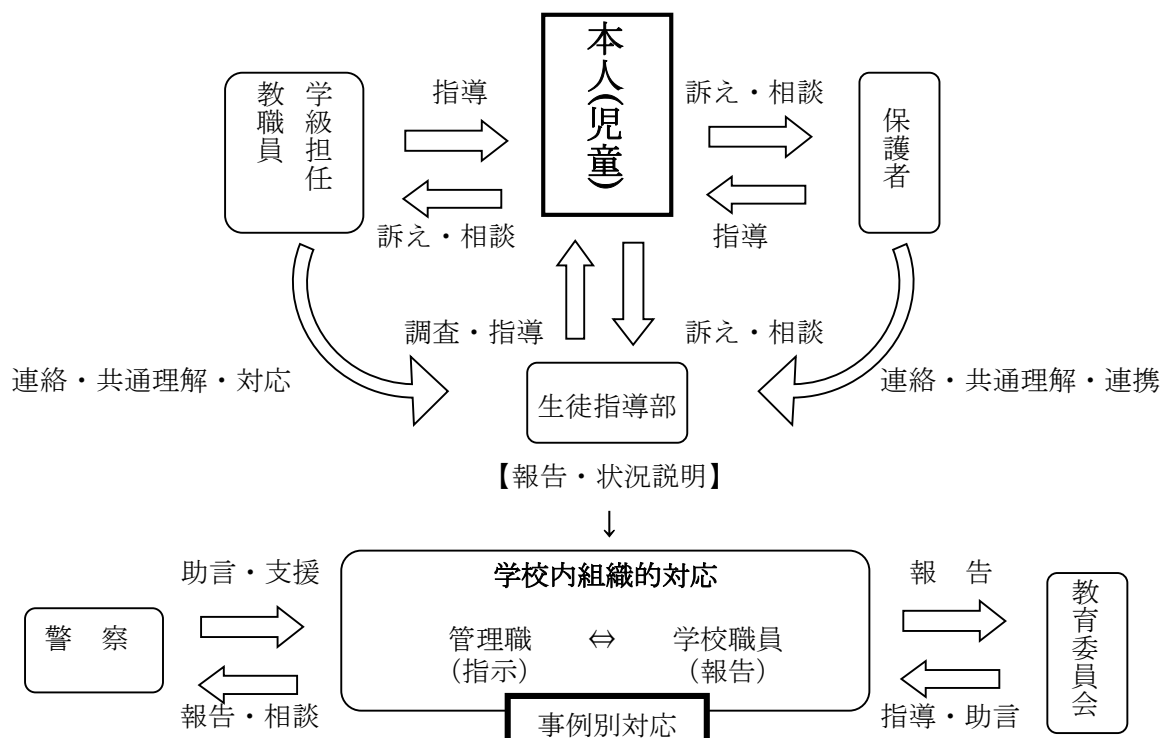 本人(児童)
学級担任
教職員
指導
訴え・相談
保護者
訴え・相談
指導
調査・指導
訴え・相談
連絡・共通理解・対応
連絡・共通理解・連携
生徒指導部
【報告・状況説明】
↓
助言・支援
学校内組織的対応
報 告
警 察
管理職 ⇔ 学校職員
(指示) (報告)
教育委員会
報告・相談
指導・助言
事例別対応